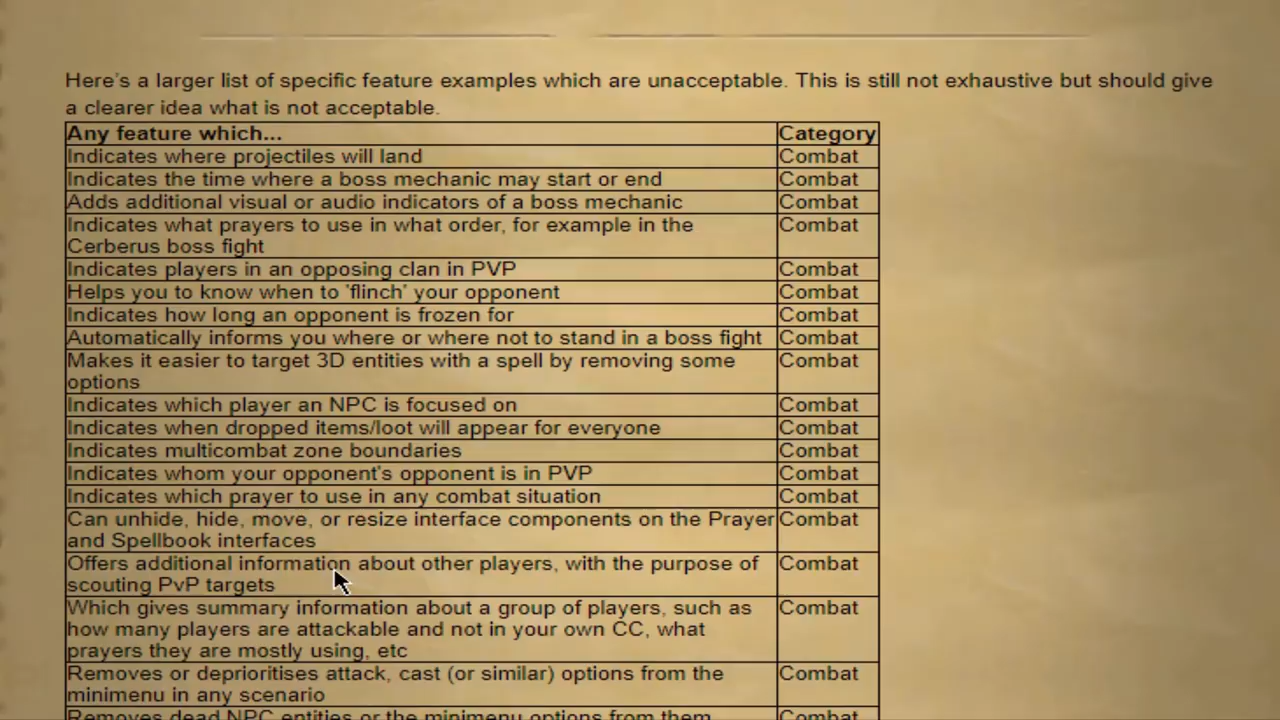 Here's a larger list of specific feature examples which are unacceptable. This is still not exhaustive but should give
a clearer idea what is not acceptable.
Any feature which... Category
Indicates where projectiles will land Combat
Indicates the time where a boss mechanic may start or end Combat
Adds additional visual or audio indicators of a boss mechanic Combat
Indicates what prayers to use in what order, for example in the Combat
Cerberus boss fight
Indicates players in an opposing clan in PVP Combat
Helps you to know when to 'flinch' your opponent Combat
Indicates how long an opponent is frozen for Combat
Automatically informs you where or where not to stand in a boss fight Combat
Makes it easier to target 3D entities with a spell by removing some Combat
options
Indicates which player an NPC is focused on Combat
Indicates when dropped items/loot will appear for everyone Combat
Indicates multicombat zone boundaries Combat
Indicates whom your opponent's opponent is in PVP Combat
Indicates which prayer to use in any combat situation Combat
Can unhide, hide, move, or resize interface components on the Prayer Combat
and Spellbook interfaces
Offers additional information about other players, with the purpose of Combat
scouting PvP targets
Which gives summary information about a group of players, such as Combat
how many players are attackable and not in your own CC, what
prayers they are mostly using, etc
Removes or deprioritises attack, cast (or similar) options from the Combat
minimenu in any scenario
Removes dead NPC entities or the minimenu options from them Combat